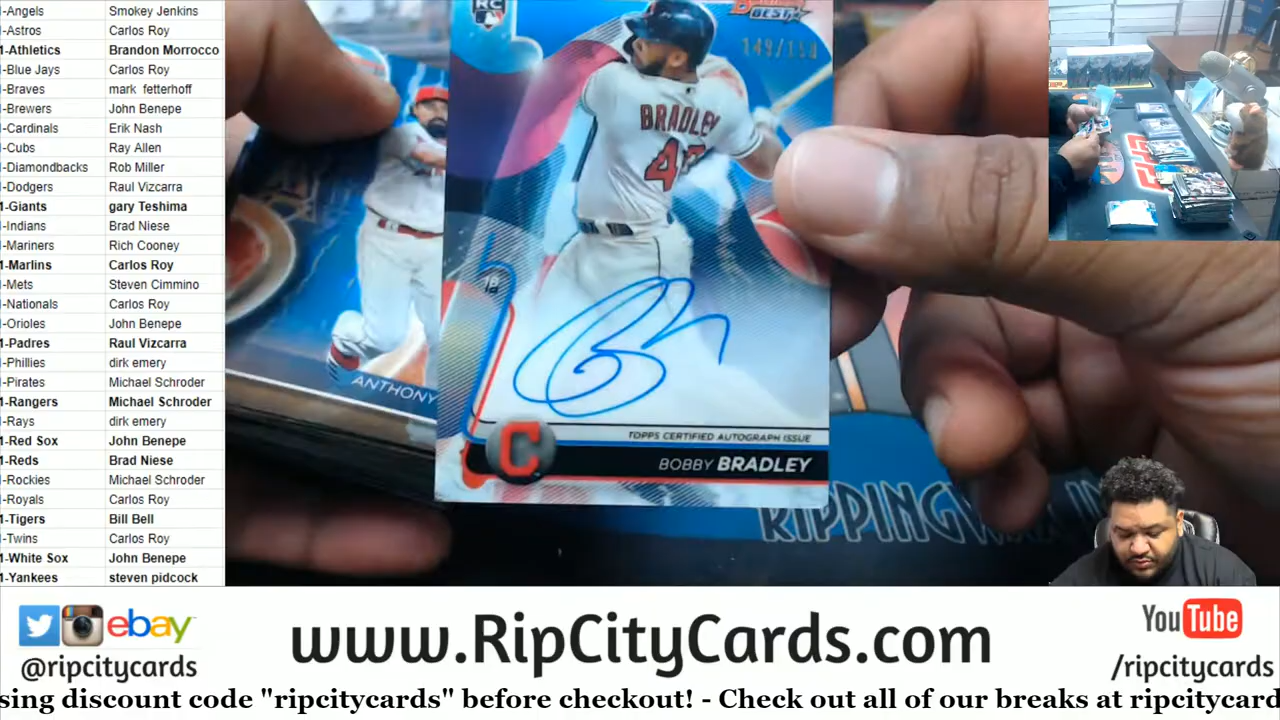 -Angels Smokey Jenkins
-Astros Carlos Roy
1-Athletics Brandon Morrocco
-Blue Jays Carlos Roy
-Braves mark fetterhoff
-Brewers John Benepe
-Cardinals Erik Nash
-Cubs Ray Allen
-Diamondbacks Rob Miller
-Dodgers Raul Vizcarra
1-Giants gary Teshima
-Indians Brad Niese
-Mariners Rich Cooney
1-Marlins Carlos Roy
-Mets Steven Cimmino
-Nationals Carlos Roy
-Orioles John Benepe
1-Padres Raul Vizcarra
-Phillies dirk emery
-Pirates Michael Schroder
1-Rangers Michael Schroder
-Rays dirk emery
1-Red Sox John Benepe
1-Reds Brad Niese
-Rockies Michael Schroder
-Royals Carlos Roy
1-Tigers Bill Bell
-Twins Carlos Roy
1-White Sox John Benepe
1-Yankees steven pidcock
RC
BEST
BRADLEY
1B
TOPPS CERTIFIED AUTOGRAPH ISSUE
C
BOBBY BRADLEY
ANTHONY
ebay
@ripcitycards
www.RipCityCards.com
YouTube
/ripcitycards
sing discount code "ripcitycards" before checkout! - Check out all of our breaks at ripcitycard